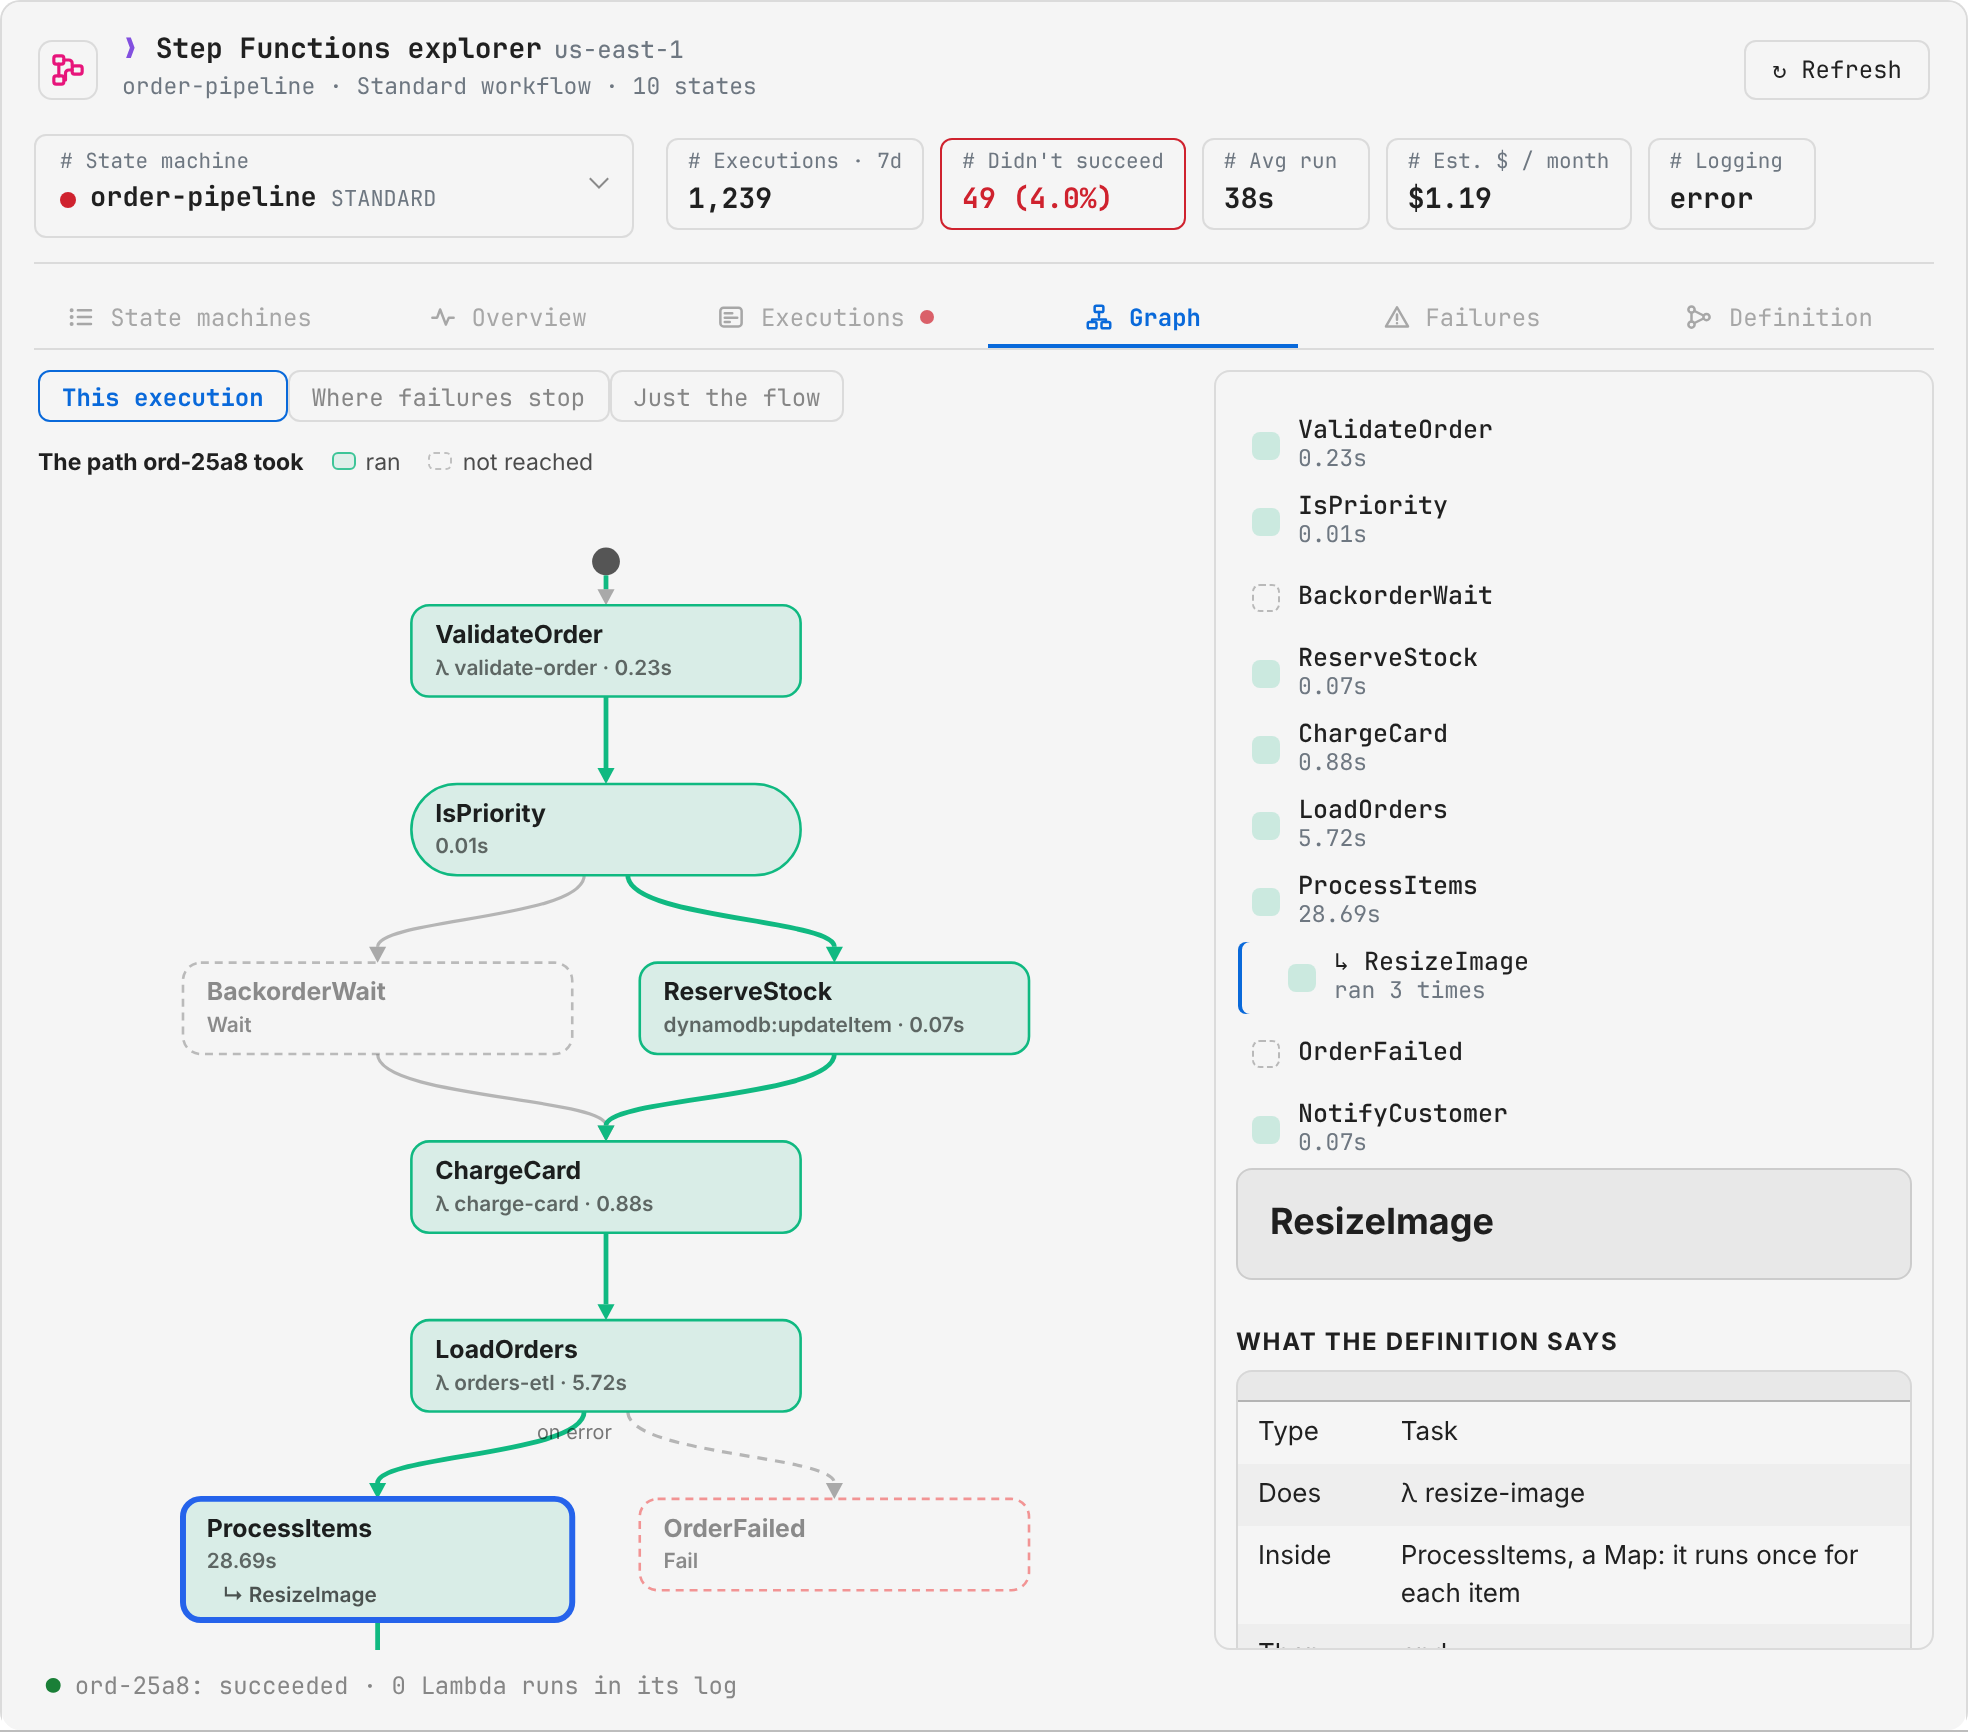 ❱ Step Functions explorer us-east-1
order-pipeline · Standard workflow · 10 states
↻ Refresh
# State machine
order-pipeline STANDARD
# Executions · 7d
1,239
# Didn't succeed
49 (4.0%)
# Avg run
38s
# Est. $ / month
$1.19
# Logging
error
State machines
Overview
Executions
Graph
Failures
Definition
This execution
Where failures stop
Just the flow
The path ord-25a8 took
ran
not reached
ValidateOrder
λ validate-order · 0.23s
IsPriority
0.01s
BackorderWait
Wait
ReserveStock
dynamodb:updateItem · 0.07s
ChargeCard
λ charge-card · 0.88s
LoadOrders
λ orders-etl · 5.72s
on error
ProcessItems
28.69s
↳ ResizeImage
OrderFailed
Fail
ValidateOrder
0.23s
IsPriority
0.01s
BackorderWait
ReserveStock
0.07s
ChargeCard
0.88s
LoadOrders
5.72s
ProcessItems
28.69s
↳ ResizeImage
ran 3 times
OrderFailed
NotifyCustomer
0.07s
ResizeImage
WHAT THE DEFINITION SAYS
Type Task
Does λ resize-image
Inside ProcessItems, a Map: it runs once for
each item
ord-25a8: succeeded · 0 Lambda runs in its log